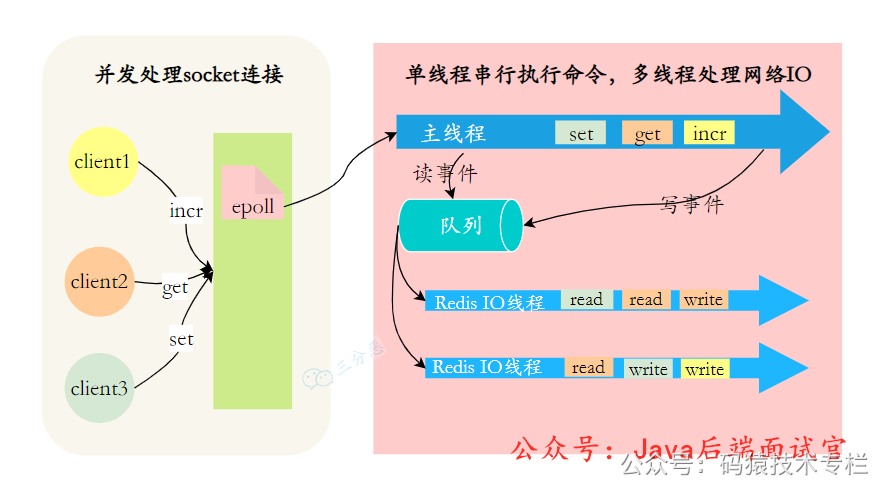 并发处理socket连接
client1
client2
client3
incr
get
set
epoll
单线程串行执行命令，多线程处理网络IO
主线程 set get incr
读事件
写事件
队列
Redis IO线程 read read write
Redis IO线程 read write write
三分恶
公众号：Java后端面试官
公众号：码猿技术专栏